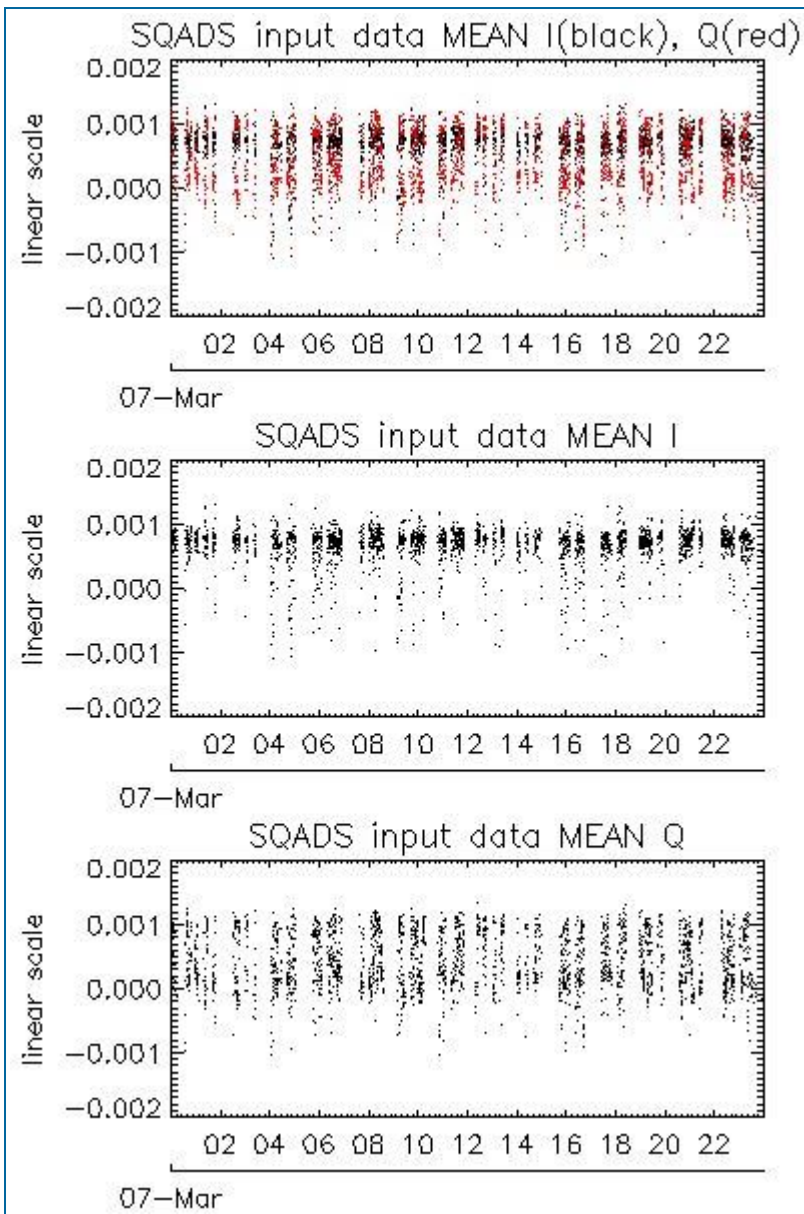 SQADS input data MEAN I(black), Q(red)
0.002
0.001
0.000
−0.001
−0.002
linear scale
02 04 06 08 10 12 14 16 18 20 22
07−Mar
SQADS input data MEAN I
0.002
0.001
0.000
−0.001
−0.002
linear scale
02 04 06 08 10 12 14 16 18 20 22
07−Mar
SQADS input data MEAN Q
0.002
0.001
0.000
−0.001
−0.002
linear scale
02 04 06 08 10 12 14 16 18 20 22
07−Mar